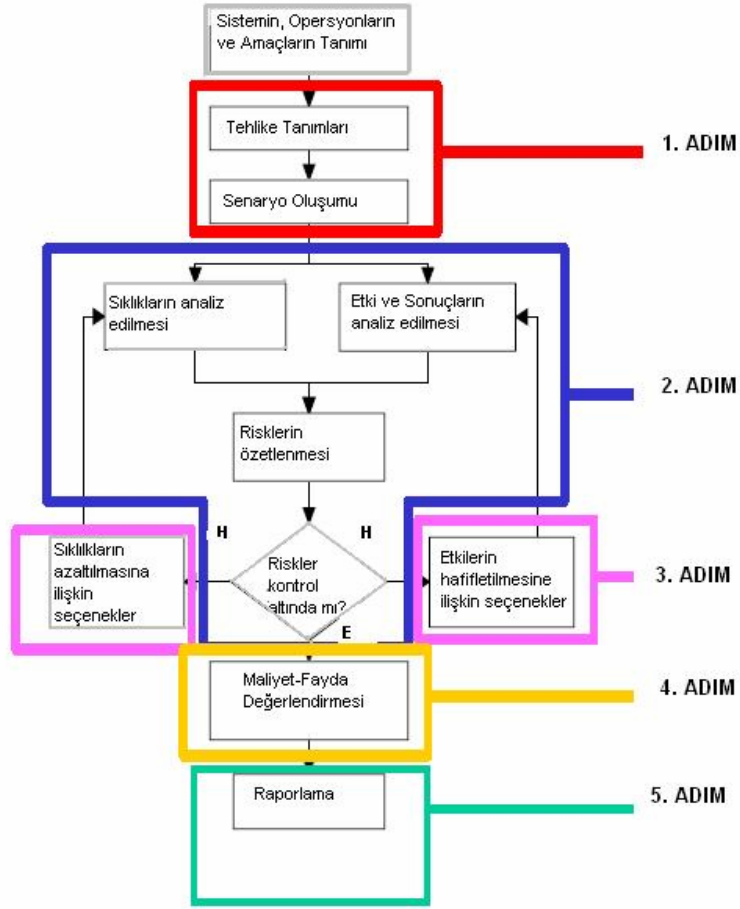 Sistemin, Opersyonların
ve Amaçların Tanımı
Tehlike Tanımları
1. ADIM
Senaryo Oluşumu
Sıklıkların analiz
edilmesi
Etki ve Sonuçların
analiz edilmesi
2. ADIM
Risklerin
özetlenmesi
H
H
Sıklılkların
azaltılmasına
ilişkin
seçenekler
Riskler
kontrol
altında mı?
Etkilerin
hafifletilmesine
ilişkin seçenekler
3. ADIM
E
Maliyet-Fayda
Değerlendirmesi
4. ADIM
Raporlama
5. ADIM